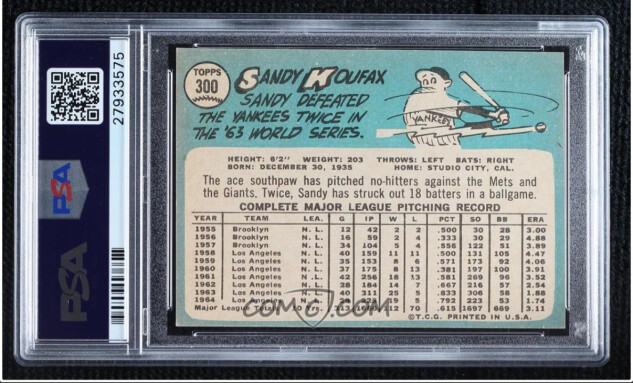 27933575
PSA
PSA
TOPPS
300
SANDY KOUFAX
SANDY DEFEATED
THE YANKEES TWICE IN
THE '63 WORLD SERIES.
YANKEES
HEIGHT: 6'2" WEIGHT: 203 THROWS: LEFT BATS: RIGHT
BORN: DECEMBER 30, 1935 HOME: STUDIO CITY, CAL.
The ace southpaw has pitched no-hitters against the Mets and
the Giants. Twice, Sandy has struck out 18 batters in a ballgame.
COMPLETE MAJOR LEAGUE PITCHING RECORD
YEAR TEAM LEA. G IP W L PCT SO BB ERA
1955 Brooklyn N. L. 12 42 2 2 .500 30 28 3.00
1956 Brooklyn N. L. 16 59 2 4 .333 30 29 4.88
1957 Brooklyn N. L. 34 104 5 4 .556 122 51 3.89
1958 Los Angeles N. L. 40 159 11 11 .500 131 105 4.47
1959 Los Angeles N. L. 35 153 8 6 .571 173 92 4.06
1960 Los Angeles N. L. 37 175 8 13 .381 197 100 3.91
1961 Los Angeles N. L. 42 256 18 13 .581 269 96 3.52
1962 Los Angeles N. L. 28 184 14 7 .667 216 57 2.54
1963 Los Angeles N. L. 40 311 25 5 .833 306 58 1.88
1964 Los Angeles N. L. 5 .792 223 53 1.74
Major League 70 .615 1697 669 3.11
COMC.COM
©T.C.G. PRINTED IN U.S.A.